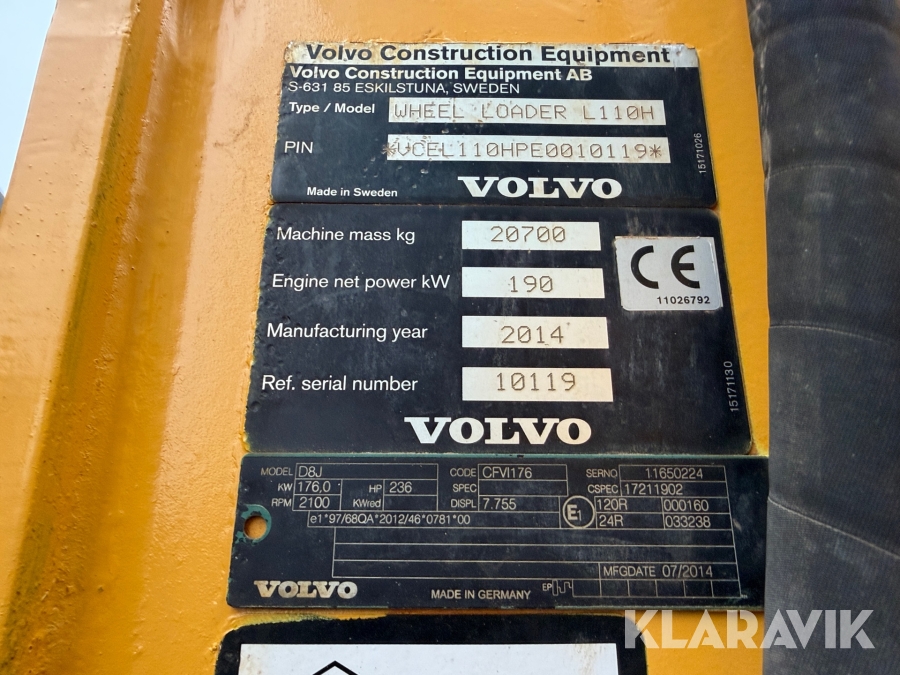 Volvo Construction Equipment
Volvo Construction Equipment AB
S-631 85 ESKILSTUNA, SWEDEN
Type / Model WHEEL LOADER L110H
PIN *VCEL110HPE0010119*
15171026
Made in Sweden VOLVO
Machine mass kg 20700
Engine net power kW 190
CE
11026792
Manufacturing year 2014
Ref. serial number 10119
15171130
VOLVO
MODEL D8J CODE CFVI176 SERNO 11650224
KW 176,0 HP 236 SPEC CSPEC 17211902
RPM 2100 KWred DISPL 7.755 E1 120R 000160
e1*97/68QA*2012/46*0781*00 24R 033238
MFGDATE 07/2014
VOLVO MADE IN GERMANY EP
KLARAVIK